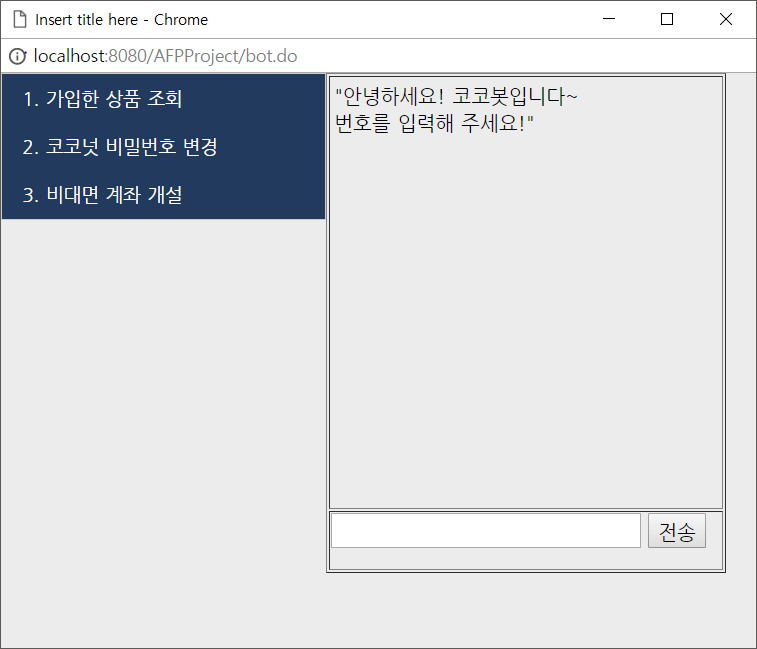 Insert title here - Chrome
localhost:8080/AFPProject/bot.do
1. 가입한 상품 조회
2. 코코넛 비밀번호 변경
3. 비대면 계좌 개설
"안녕하세요! 코코봇입니다~
번호를 입력해 주세요!"
전송